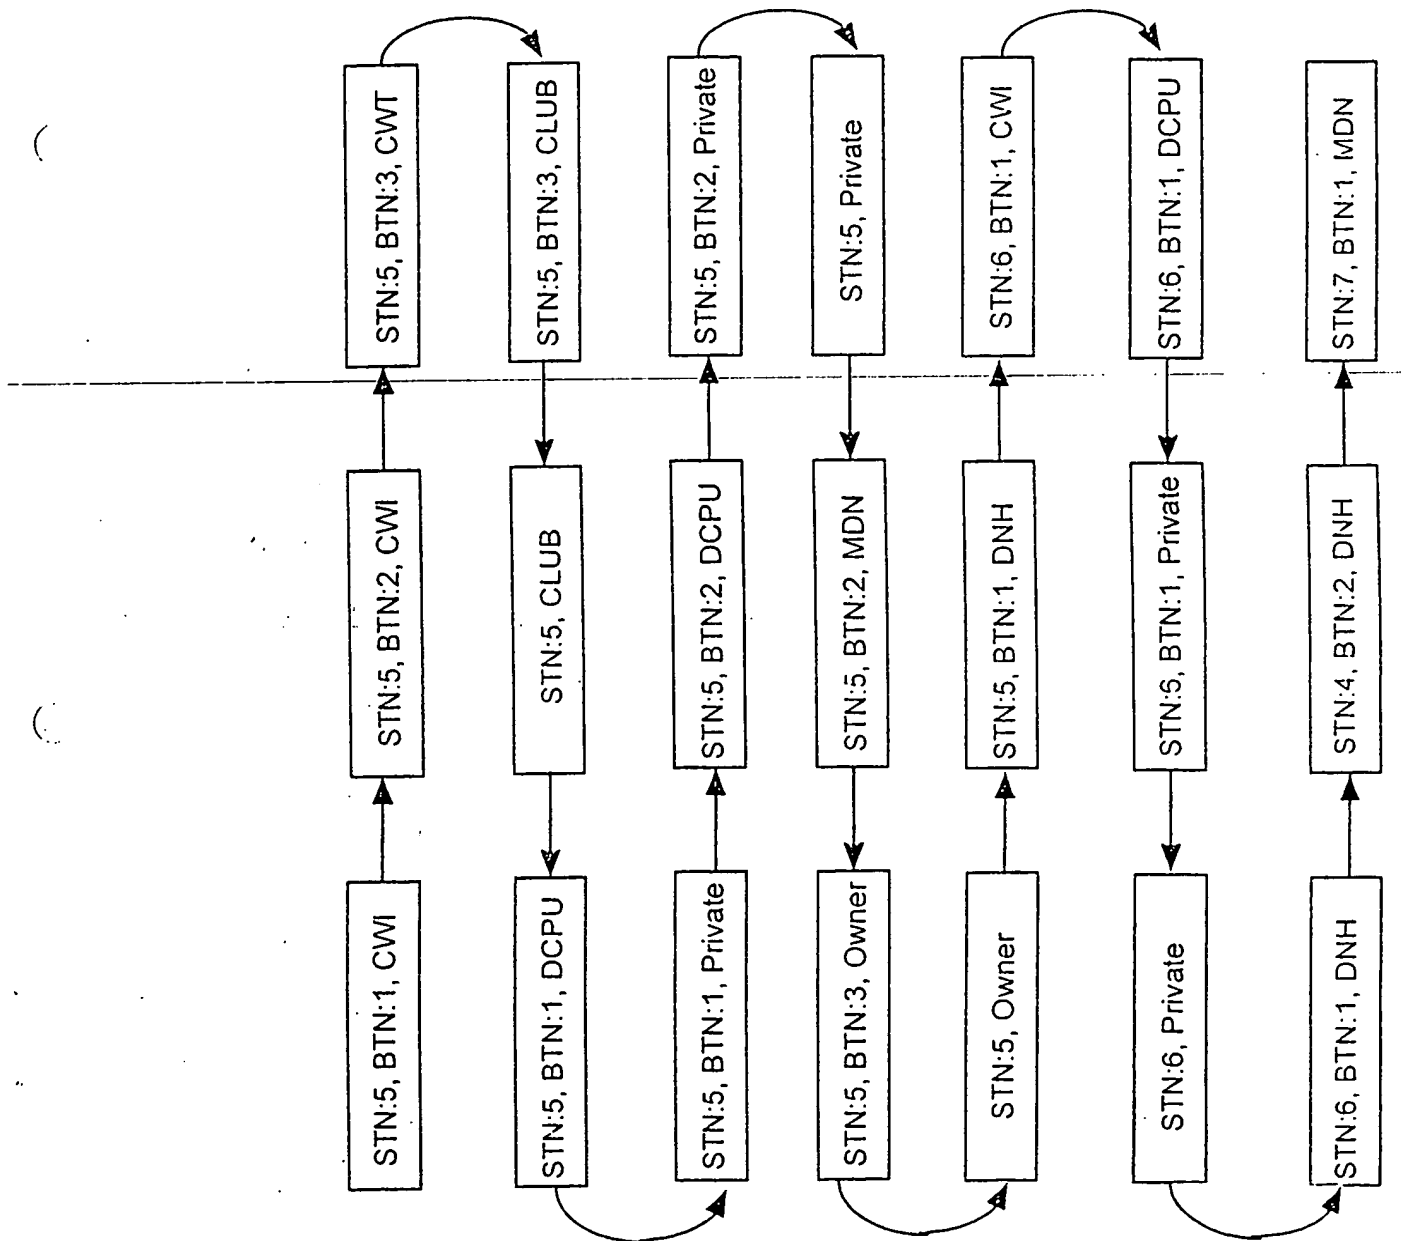 STN:5, BTN:1, CWI
STN:5, BTN:2, CWI
STN:5, BTN:3, CWT
STN:5, BTN:3, CLUB
STN:5, CLUB
STN:5, BTN:1, DCPU
STN:5, BTN:1, Private
STN:5, BTN:2, DCPU
STN:5, BTN:2, Private
STN:5, Private
STN:5, BTN:2, MDN
STN:5, BTN:3, Owner
STN:5, Owner
STN:5, BTN:1, DNH
STN:6, BTN:1, CWI
STN:6, BTN:1, DCPU
STN:6, BTN:1, Private
STN:6, Private
STN:6, BTN:1, DNH
STN:4, BTN:2, DNH
STN:7, BTN:1, MDN